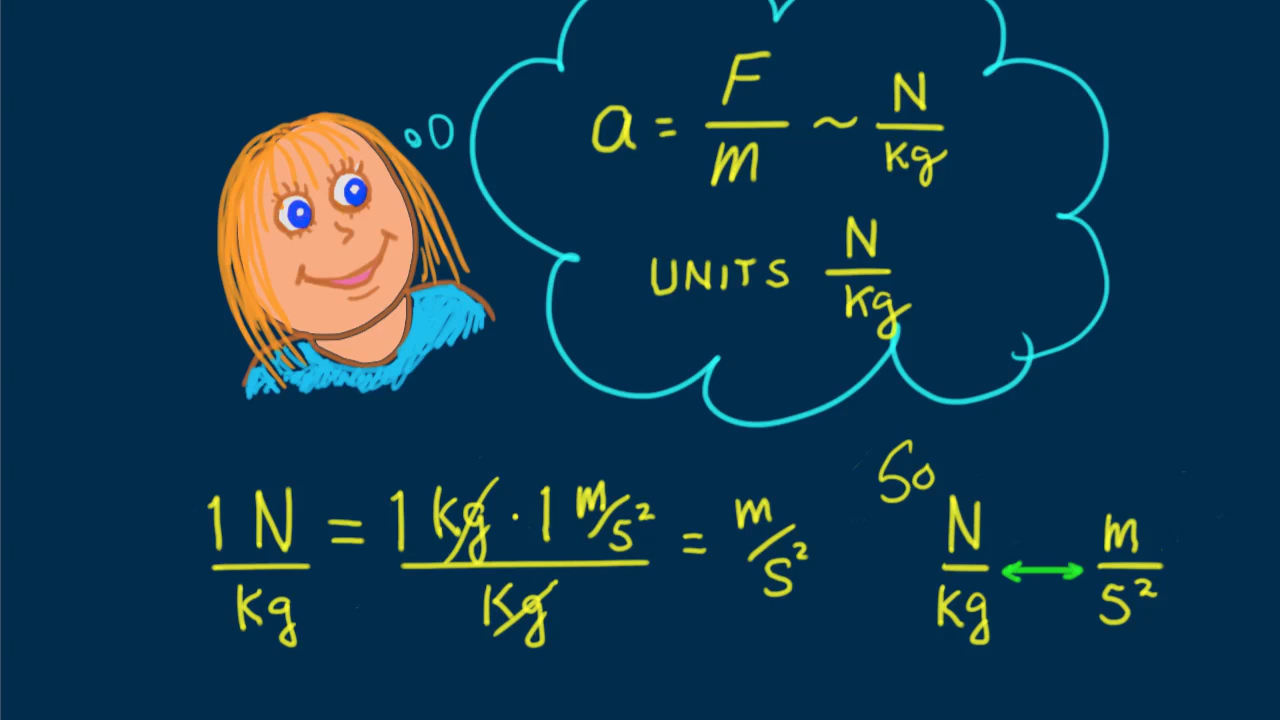 a = F/m ~ N/kg
UNITS N/kg
1 N/kg = 1 kg · 1 m/s²/kg = m/s²
So
N/kg ↔ m/s²